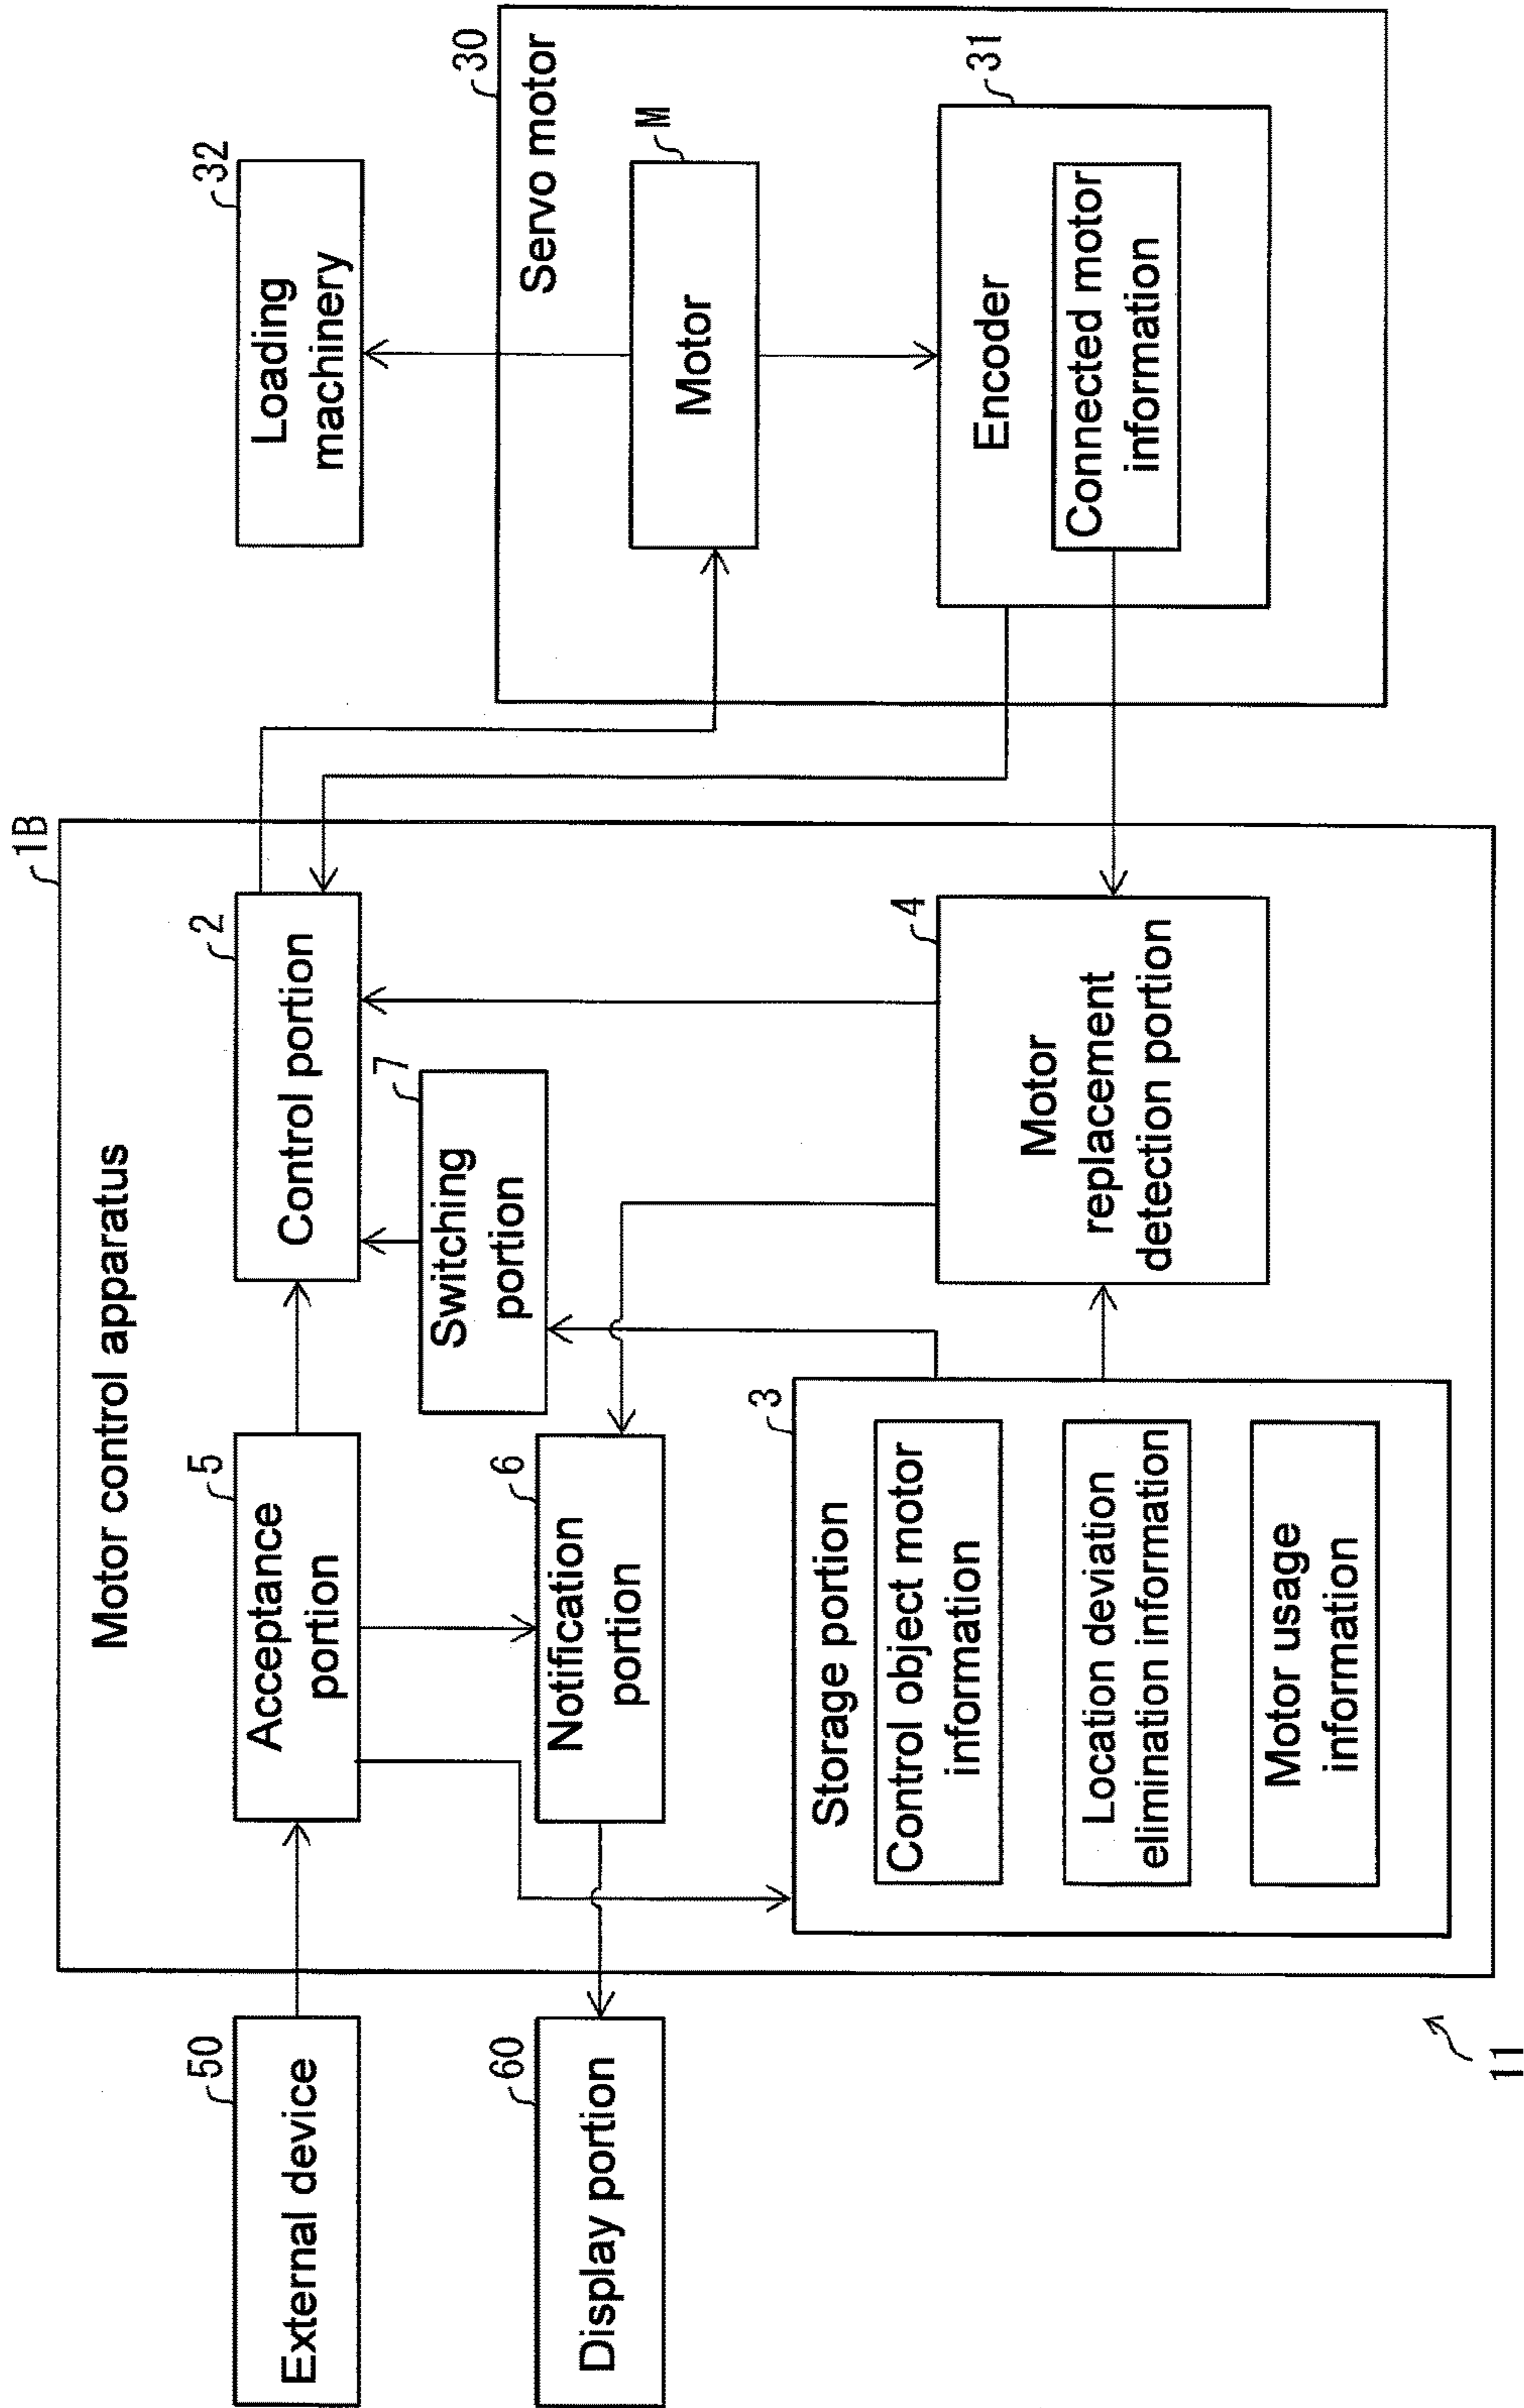 11
1B
Motor control apparatus
50
External device
5
Acceptance
portion
2
Control portion
32
Loading
machinery
7
Switching
portion
60
Display portion
6
Notification
portion
30
Servo motor
M
Motor
3
Storage portion
Control object motor
information
Location deviation
elimination information
Motor usage
information
4
Motor
replacement
detection portion
31
Encoder
Connected motor
information